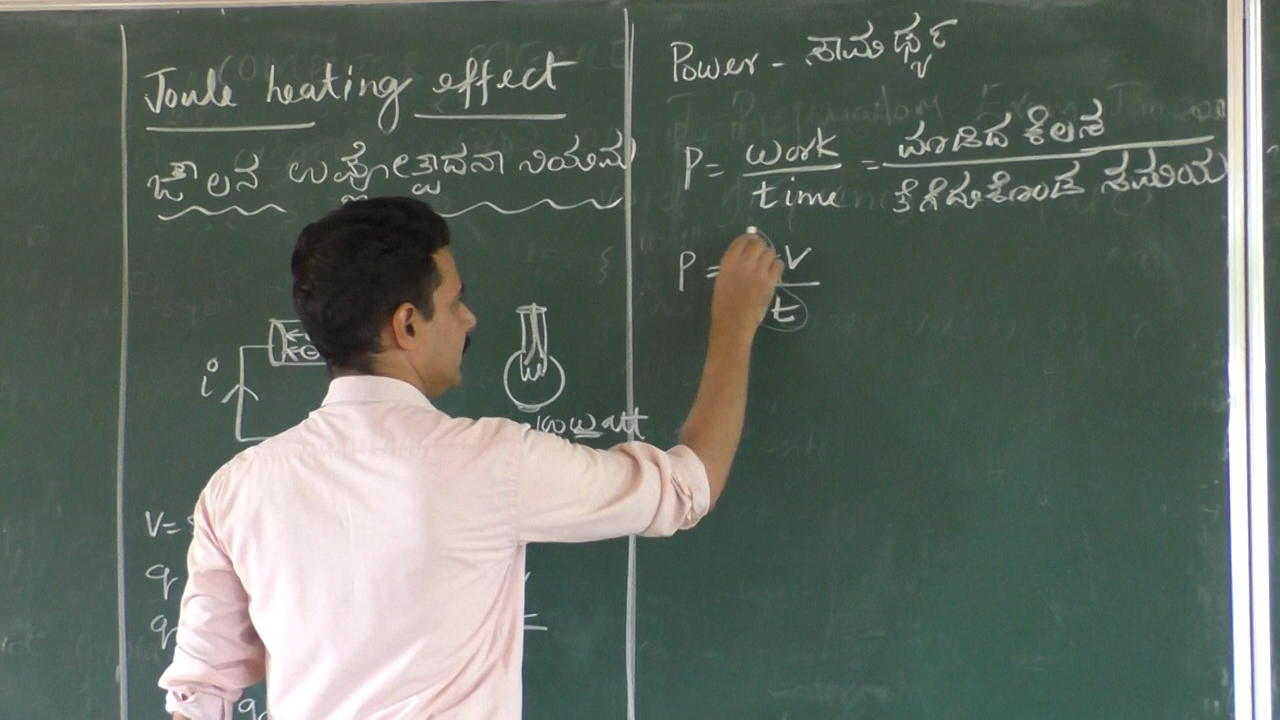 Joule heating effect
ಜೌಲನ ಉಷ್ಣೋತ್ಪಾದನಾ ನಿಯಮ
i
100 watt
V=
q
q
Power - ಸಾಮರ್ಥ್ಯ
P = work / time = ಮಾಡಿದ ಕೆಲಸ / ತೆಗೆದುಕೊಂಡ ಸಮಯ
P = V / t